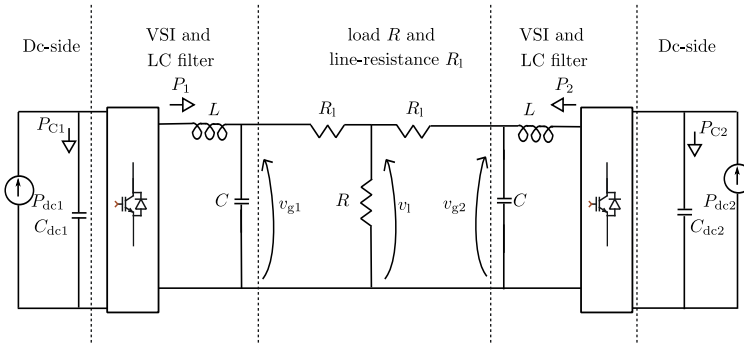 Dc-side
VSI and
LC filter
load R and
line-resistance R_l
VSI and
LC filter
Dc-side
P_1
P_2
P_C1
L
R_l
R_l
L
P_C2
P_dc1
C_dc1
C
v_g1
R
v_l
v_g2
C
P_dc2
C_dc2